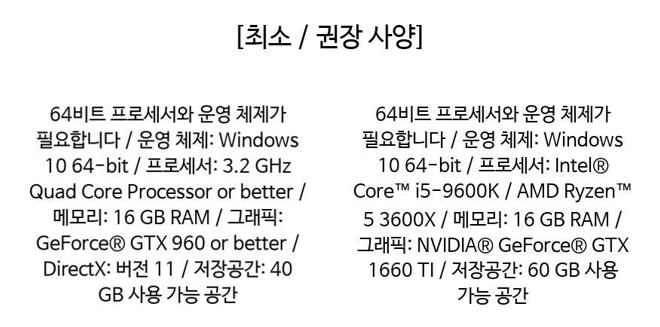 [최소 / 권장 사양]
64비트 프로세서와 운영 체제가
필요합니다 / 운영 체제: Windows
10 64-bit / 프로세서: 3.2 GHz
Quad Core Processor or better /
메모리: 16 GB RAM / 그래픽:
GeForce® GTX 960 or better /
DirectX: 버전 11 / 저장공간: 40
GB 사용 가능 공간
64비트 프로세서와 운영 체제가
필요합니다 / 운영 체제: Windows
10 64-bit / 프로세서: Intel®
Core™ i5-9600K / AMD Ryzen™
5 3600X / 메모리: 16 GB RAM /
그래픽: NVIDIA® GeForce® GTX
1660 TI / 저장공간: 60 GB 사용
가능 공간